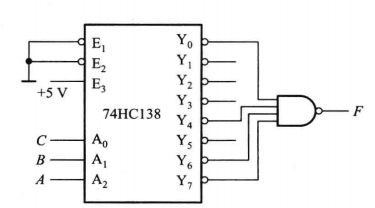 E₁ Y₀
Y₁
E₂ Y₂
E₃
+5 V Y₃
74HC138 Y₄ F
C A₀ Y₅
B A₁ Y₆
A A₂ Y₇